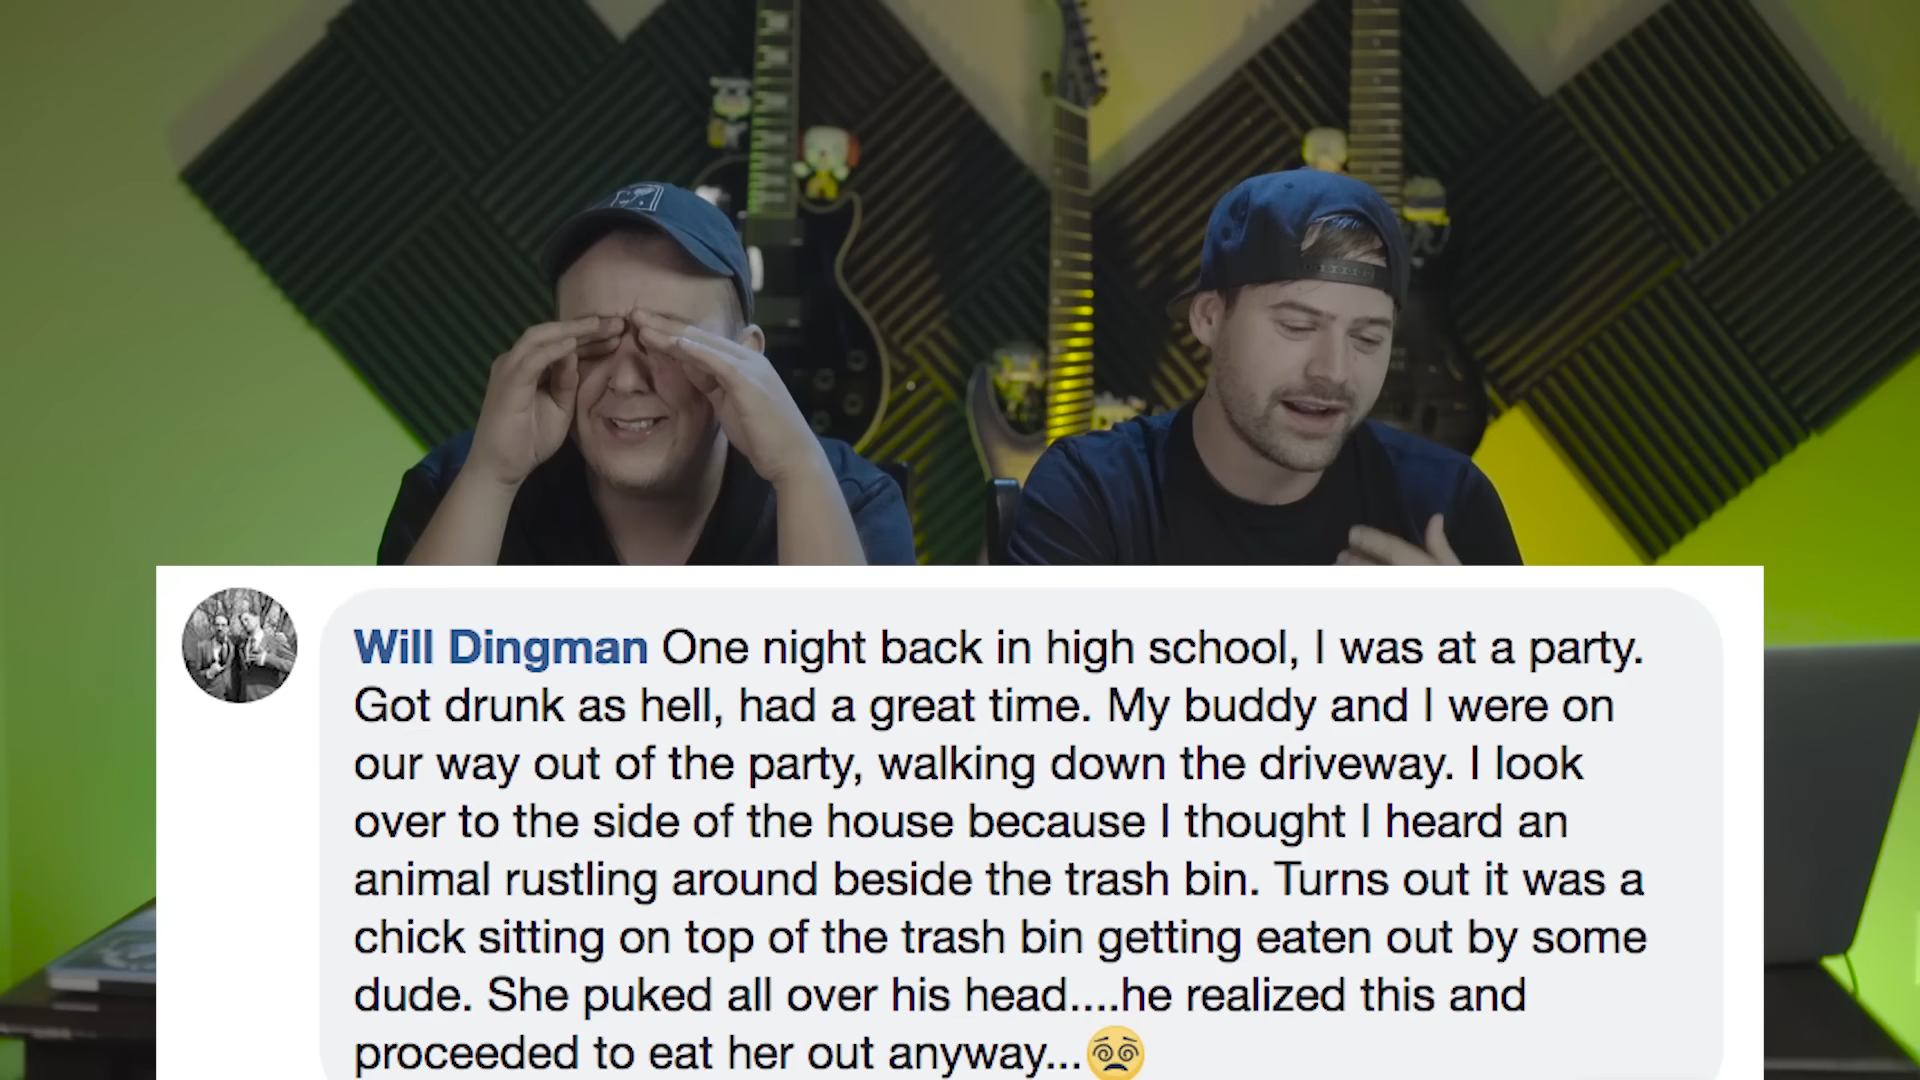 Will Dingman One night back in high school, I was at a party.
Got drunk as hell, had a great time. My buddy and I were on
our way out of the party, walking down the driveway. I look
over to the side of the house because I thought I heard an
animal rustling around beside the trash bin. Turns out it was a
chick sitting on top of the trash bin getting eaten out by some
dude. She puked all over his head....he realized this and
proceeded to eat her out anyway...😵‍💫